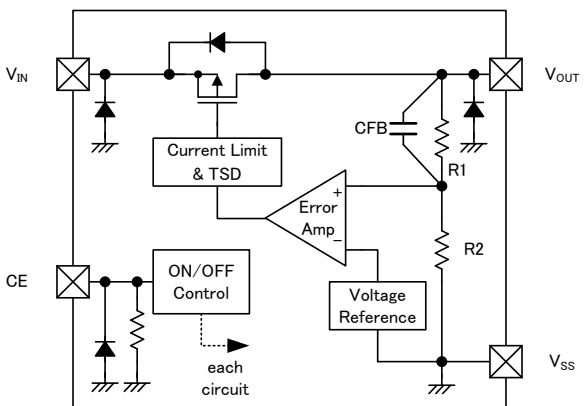 VIN
VOUT
CFB
R1
Current Limit
& TSD
+
Error
Amp
−
R2
CE
ON/OFF
Control
Voltage
Reference
each
circuit
VSS